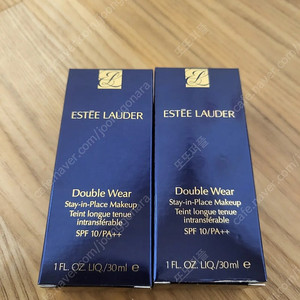 ESTĒE LAUDER
Double Wear
Stay-in-Place Makeup
Teint longue tenue
intransférable
SPF 10/PA++
1 FL. OZ. LIQ./30ml ℮
ESTĒE LAUDER
Double Wear
Stay-in-Place Makeup
Teint longue tenue
intransférable
SPF 10/PA++
1 FL. OZ. LIQ./30ml ℮